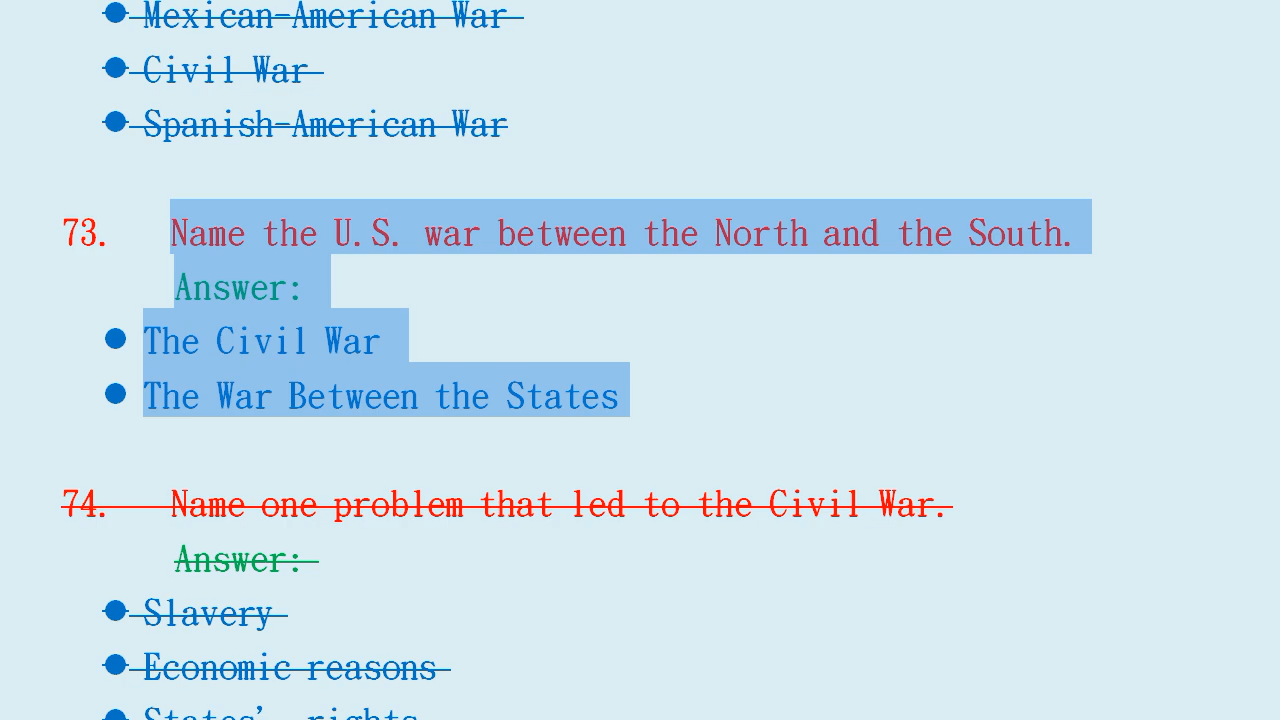 ● Mexican-American War
● Civil War
● Spanish-American War
73. Name the U.S. war between the North and the South.
Answer:
● The Civil War
● The War Between the States
74. Name one problem that led to the Civil War.
Answer:
● Slavery
● Economic reasons
● States’ rights